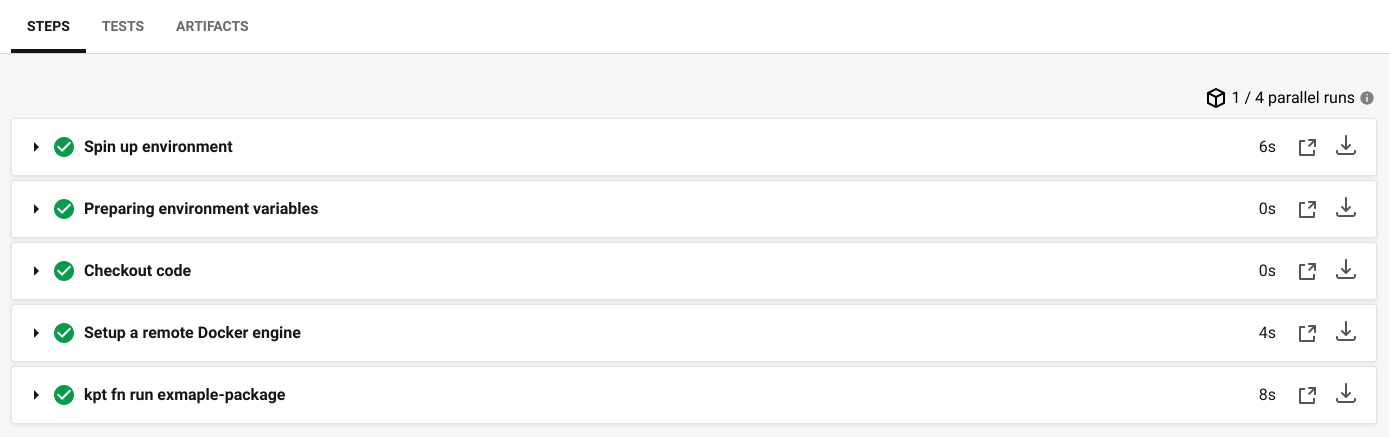 STEPS TESTS ARTIFACTS
1 / 4 parallel runs
Spin up environment 6s
Preparing environment variables 0s
Checkout code 0s
Setup a remote Docker engine 4s
kpt fn run exmaple-package 8s